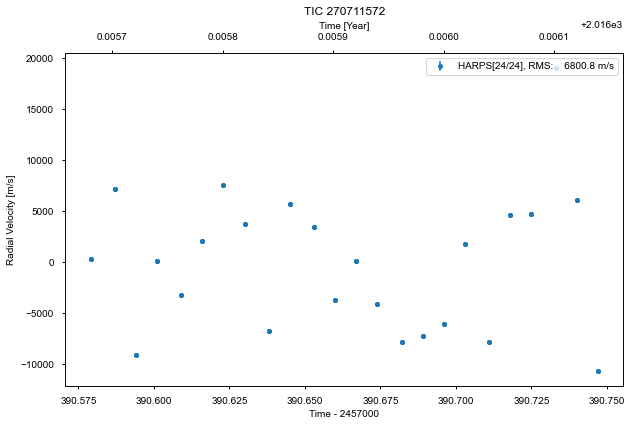 TIC 270711572
Time [Year]
+2.016e3
0.0057 0.0058 0.0059 0.0060 0.0061
HARPS[24/24], RMS: 6800.8 m/s
20000
15000
10000
5000
0
−5000
−10000
Radial Velocity [m/s]
390.575 390.600 390.625 390.650 390.675 390.700 390.725 390.750
Time - 2457000